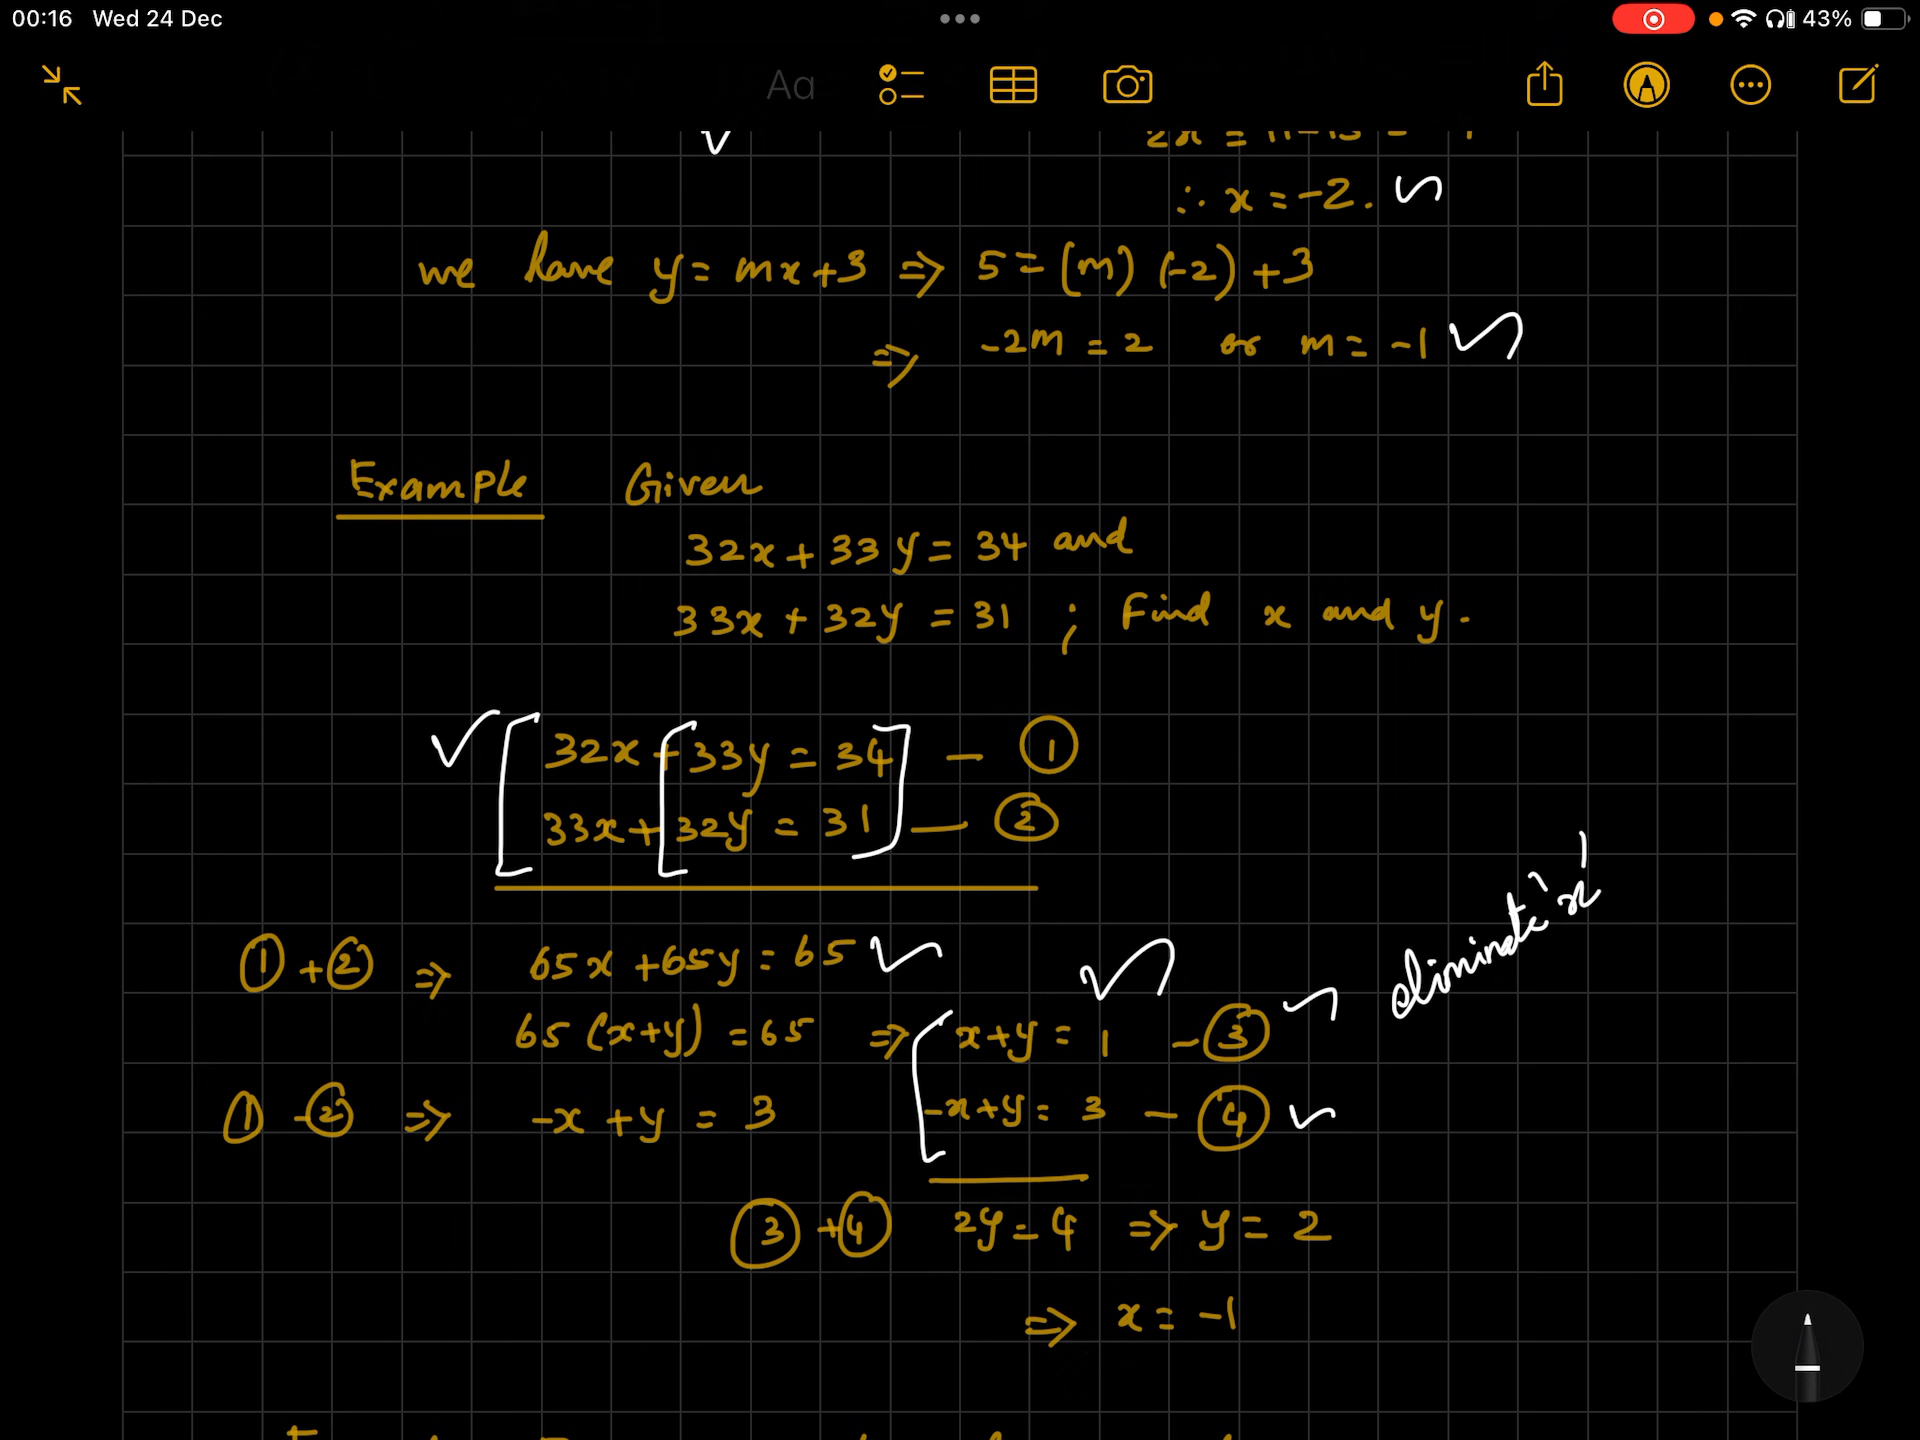 00:16 Wed 24 Dec
43%
Aa
∴ x = -2.
we have y = mx + 3 ⇒ 5 = (m) (-2) + 3
⇒ -2m = 2 or m = -1
Example Given
32x + 33y = 34 and
33x + 32y = 31 ; Find x and y.
32x + 33y = 34 — ①
33x + 32y = 31 — ②
① + ② ⇒ 65x + 65y = 65
eliminate 'x'
65 (x+y) = 65 ⇒ x+y = 1 - ③
① - ② ⇒ -x + y = 3 -x+y = 3 — ④
③ + ④ 2y = 4 ⇒ y = 2
⇒ x = -1